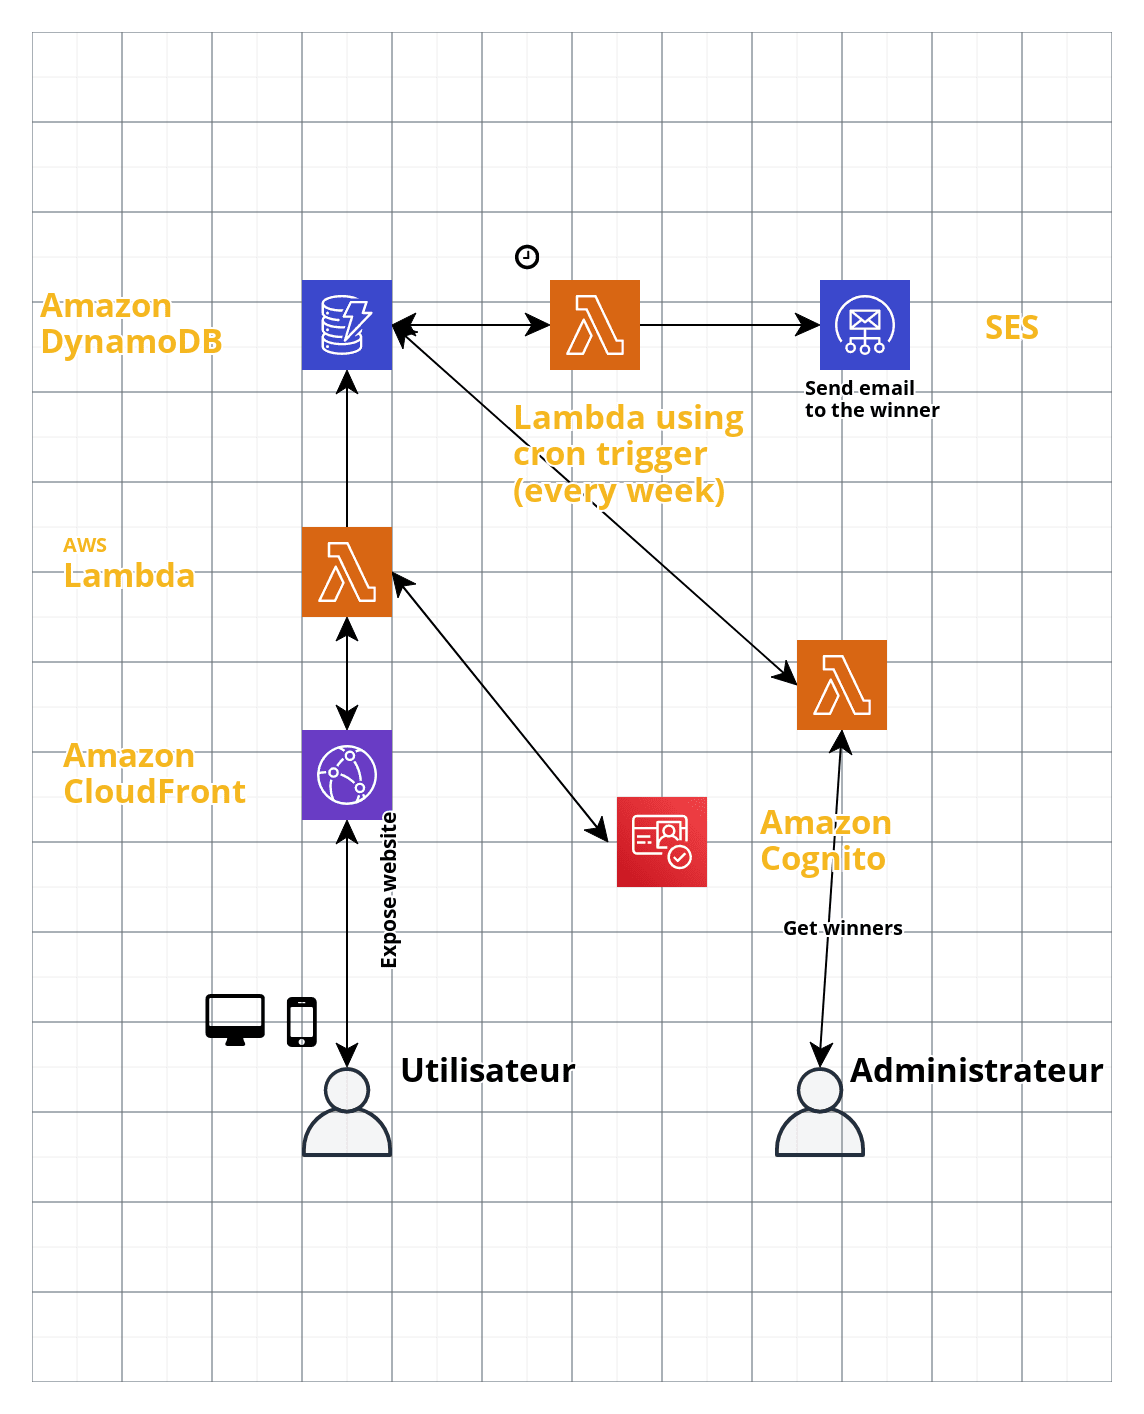 Amazon
DynamoDB
SES
Send email
to the winner
Lambda using
cron trigger
(every week)
AWS
Lambda
Amazon
CloudFront
Expose website
Amazon
Cognito
Get winners
Utilisateur
Administrateur